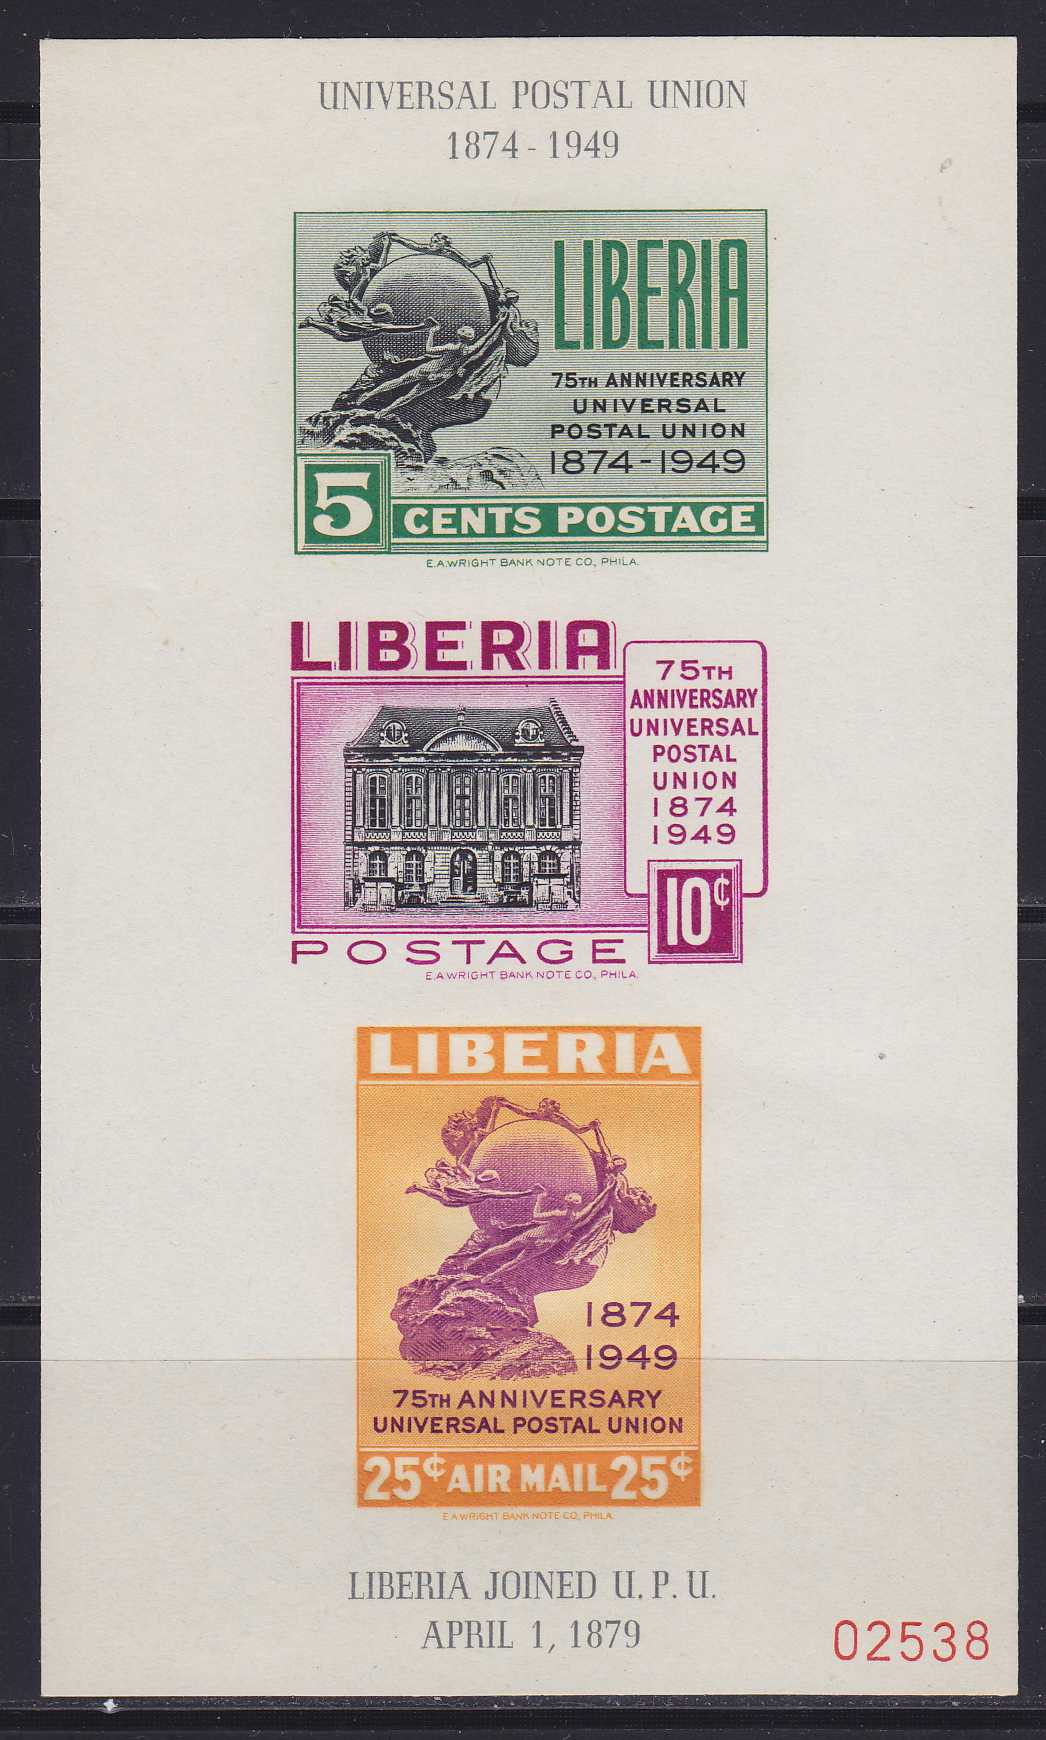 UNIVERSAL POSTAL UNION
1874 - 1949
LIBERIA
75TH ANNIVERSARY
UNIVERSAL
POSTAL UNION
1874-1949
5
CENTS POSTAGE
E.A.WRIGHT BANK NOTE CO., PHILA.
LIBERIA
75TH
ANNIVERSARY
UNIVERSAL
POSTAL
UNION
1874
1949
10¢
POSTAGE
E.A.WRIGHT BANK NOTE CO., PHILA.
LIBERIA
1874
1949
75TH ANNIVERSARY
UNIVERSAL POSTAL UNION
25¢ AIR MAIL 25¢
E.A.WRIGHT BANK NOTE CO., PHILA.
LIBERIA JOINED U. P. U.
APRIL 1, 1879
02538